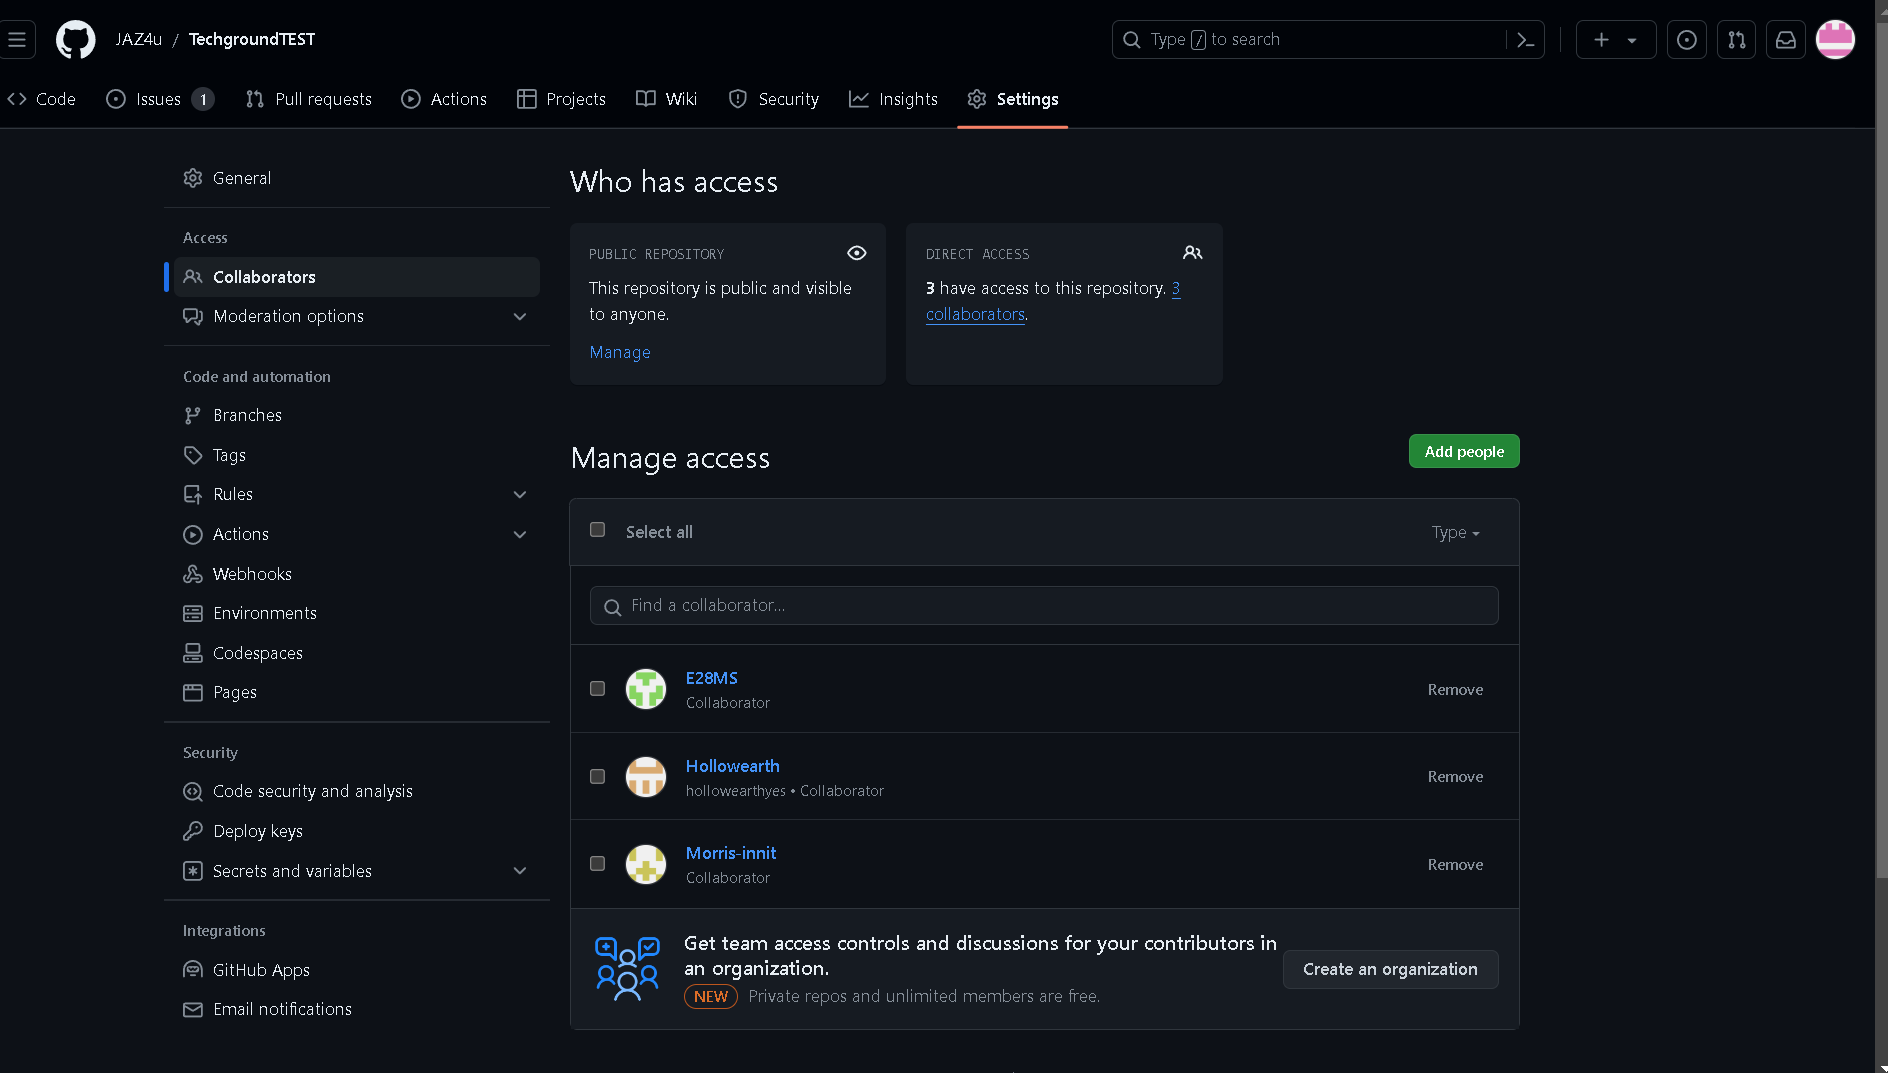 JAZ4u / TechgroundTEST
Type / to search
Code
Issues 1
Pull requests
Actions
Projects
Wiki
Security
Insights
Settings
General
Access
Collaborators
Moderation options
Code and automation
Branches
Tags
Rules
Actions
Webhooks
Environments
Codespaces
Pages
Security
Code security and analysis
Deploy keys
Secrets and variables
Integrations
GitHub Apps
Email notifications
Who has access
PUBLIC REPOSITORY
This repository is public and visible
to anyone.
Manage
DIRECT ACCESS
3 have access to this repository. 3
collaborators.
Manage access
Add people
Select all
Type
Find a collaborator...
E28MS
Collaborator
Remove
Hollowearth
hollowearthyes • Collaborator
Remove
Morris-innit
Collaborator
Remove
Get team access controls and discussions for your contributors in
an organization.
NEW Private repos and unlimited members are free.
Create an organization